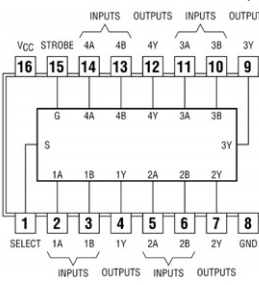 INPUTS OUTPUTS INPUTS OUTPU
VCC STROBE 4A 4B 4Y 3A 3B 3Y
16 15 14 13 12 11 10 9
G 4A 4B 4Y 3A 3B
S 3Y
1A 1B 1Y 2A 2B 2Y
1 2 3 4 5 6 7 8
SELECT 1A 1B 1Y 2A 2B 2Y GND
INPUTS OUTPUTS INPUTS OUTPUTS